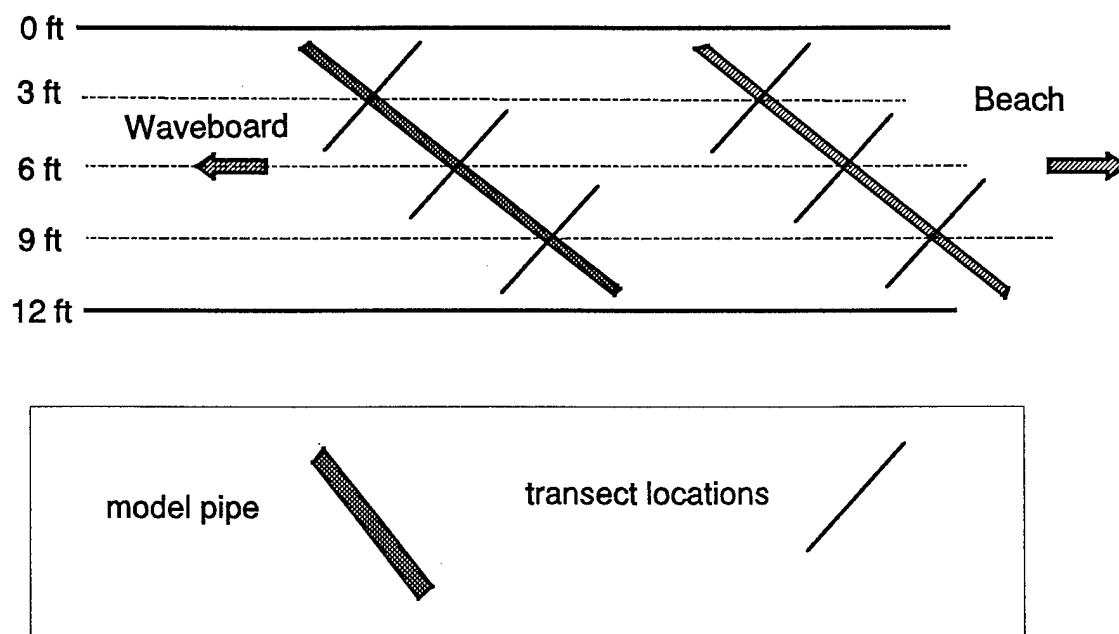 0 ft
3 ft
Beach
Waveboard
6 ft
9 ft
12 ft
model pipe
transect locations